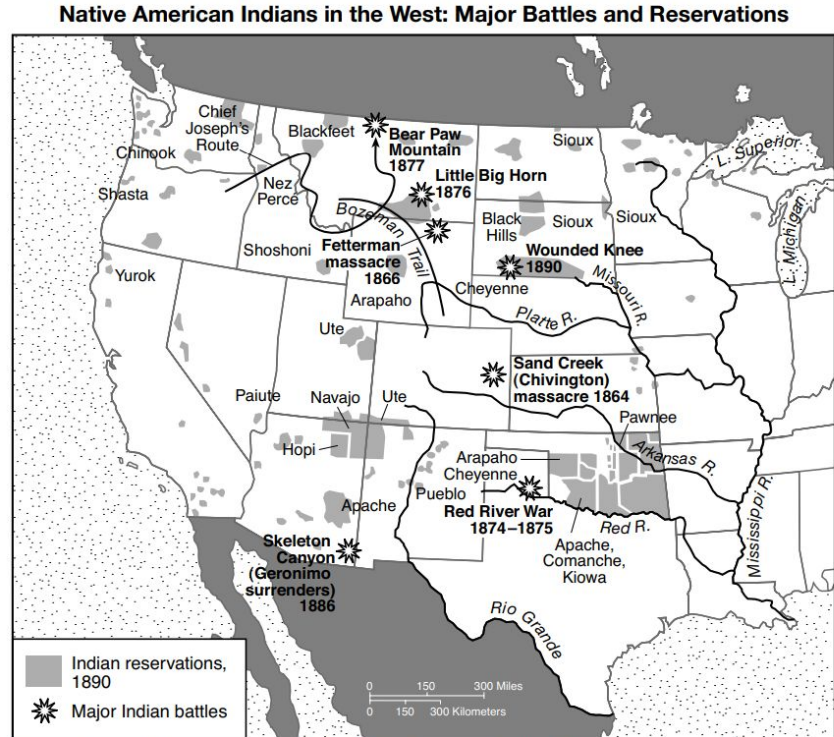 Native American Indians in the West: Major Battles and Reservations
Chief
Joseph's
Route
Chinook
Shasta
Yurok
Nez
Percé
Blackfeet
Bear Paw
Mountain
1877
Little Big Horn
1876
Bozeman
Trail
Fetterman
massacre
1866
Shoshoni
Arapaho
Sioux
Black
Hills
Sioux
Sioux
Wounded Knee
1890
Cheyenne
Missouri R.
Platte R.
L. Superior
L. Michigan
Ute
Paiute
Navajo
Ute
Hopi
Sand Creek
(Chivington)
massacre 1864
Pawnee
Arkansas R.
Arapaho
Cheyenne
Pueblo
Apache
Red River War
1874–1875
Red R.
Apache,
Comanche,
Kiowa
Mississippi R.
Skeleton
Canyon
(Geronimo
surrenders)
1886
Rio Grande
Indian reservations,
1890
Major Indian battles
0 150 300 Miles
0 150 300 Kilometers